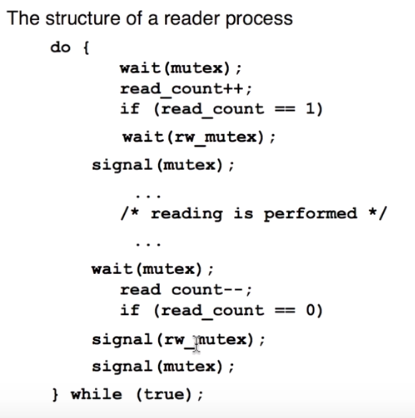 The structure of a reader process
do {
wait(mutex);
read_count++;
if (read_count == 1)
wait(rw_mutex);
signal(mutex);
...
/* reading is performed */
...
wait(mutex);
read count--;
if (read_count == 0)
signal(rw_mutex);
signal(mutex);
} while (true);